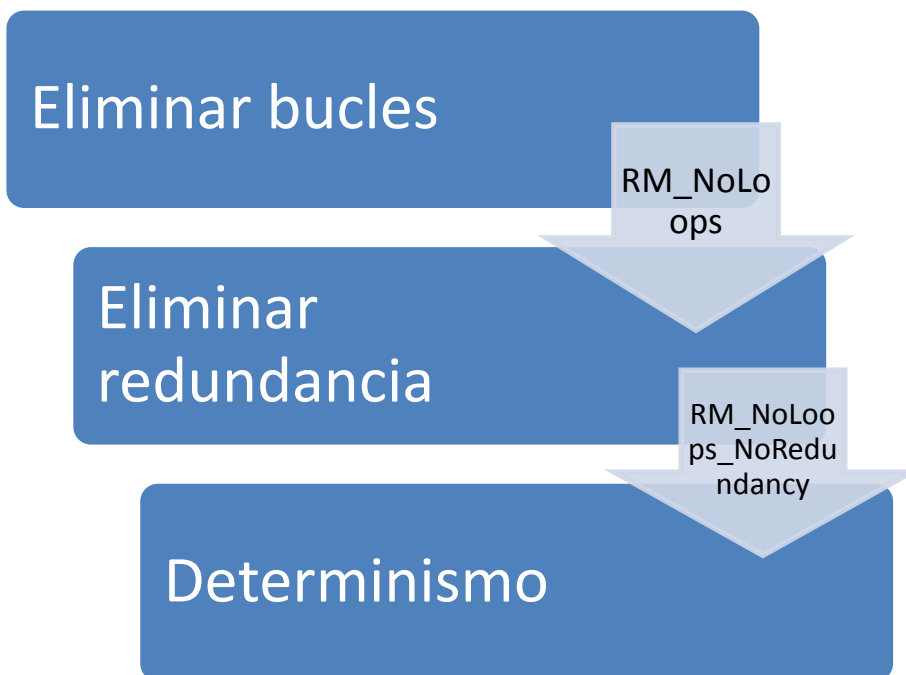 Eliminar bucles
RM_NoLo
ops
Eliminar
redundancia
RM_NoLoo
ps_NoRedu
ndancy
Determinismo